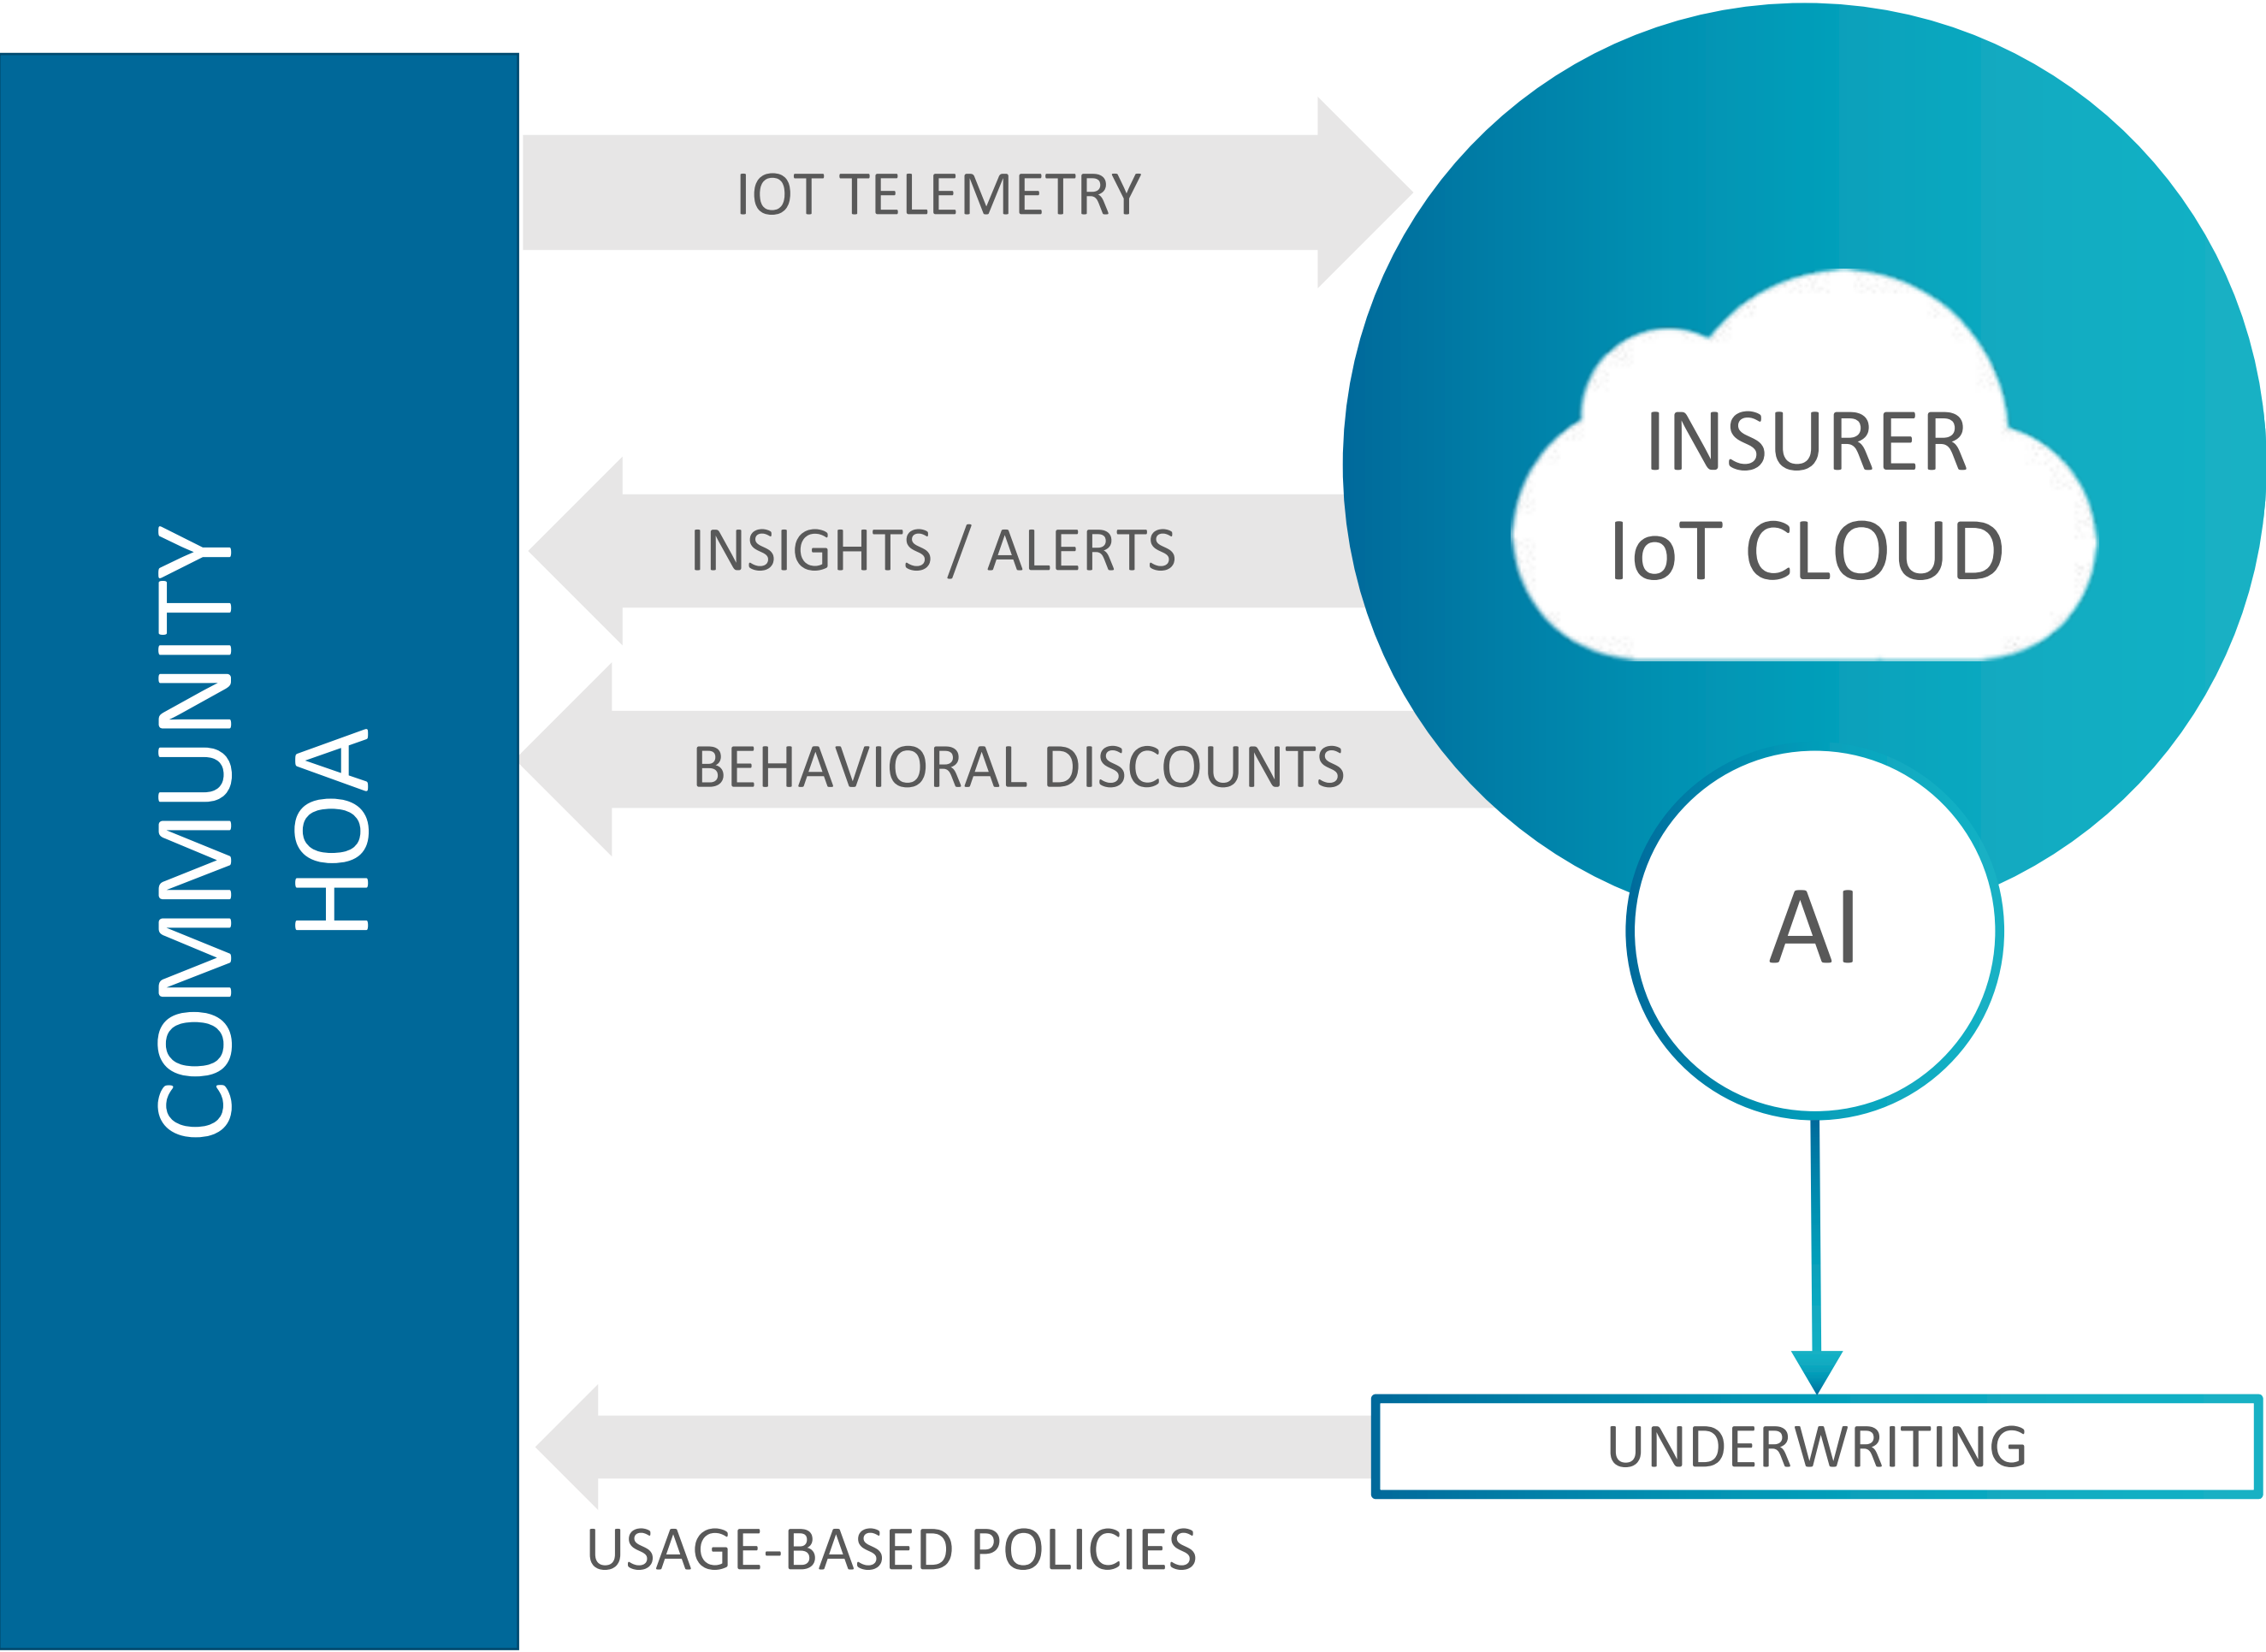 COMMUNITY
HOA
IOT TELEMETRY
INSURER
IoT CLOUD
INSIGHTS / ALERTS
BEHAVIORAL DISCOUNTS
AI
UNDERWRITING
USAGE-BASED POLICIES